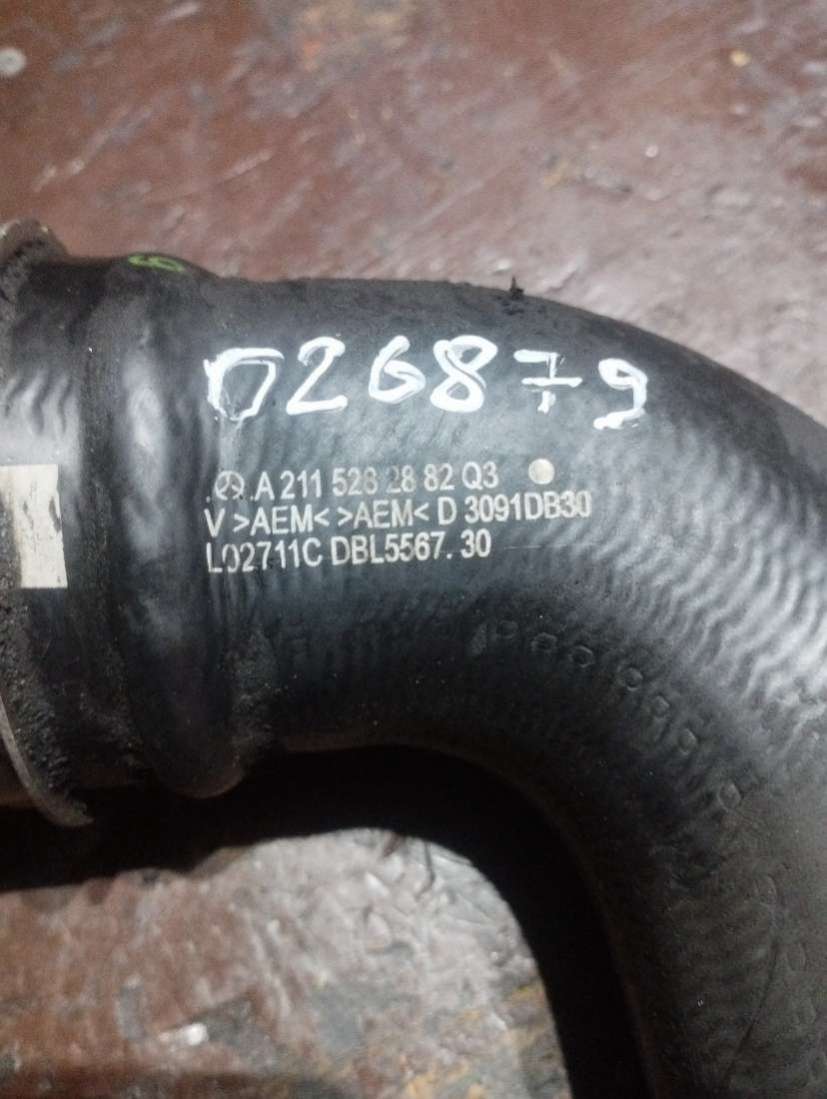 026879
A 211 528 28 82 Q3
V >AEM< >AEM< D 3091DB30
L02711C DBL5567.30